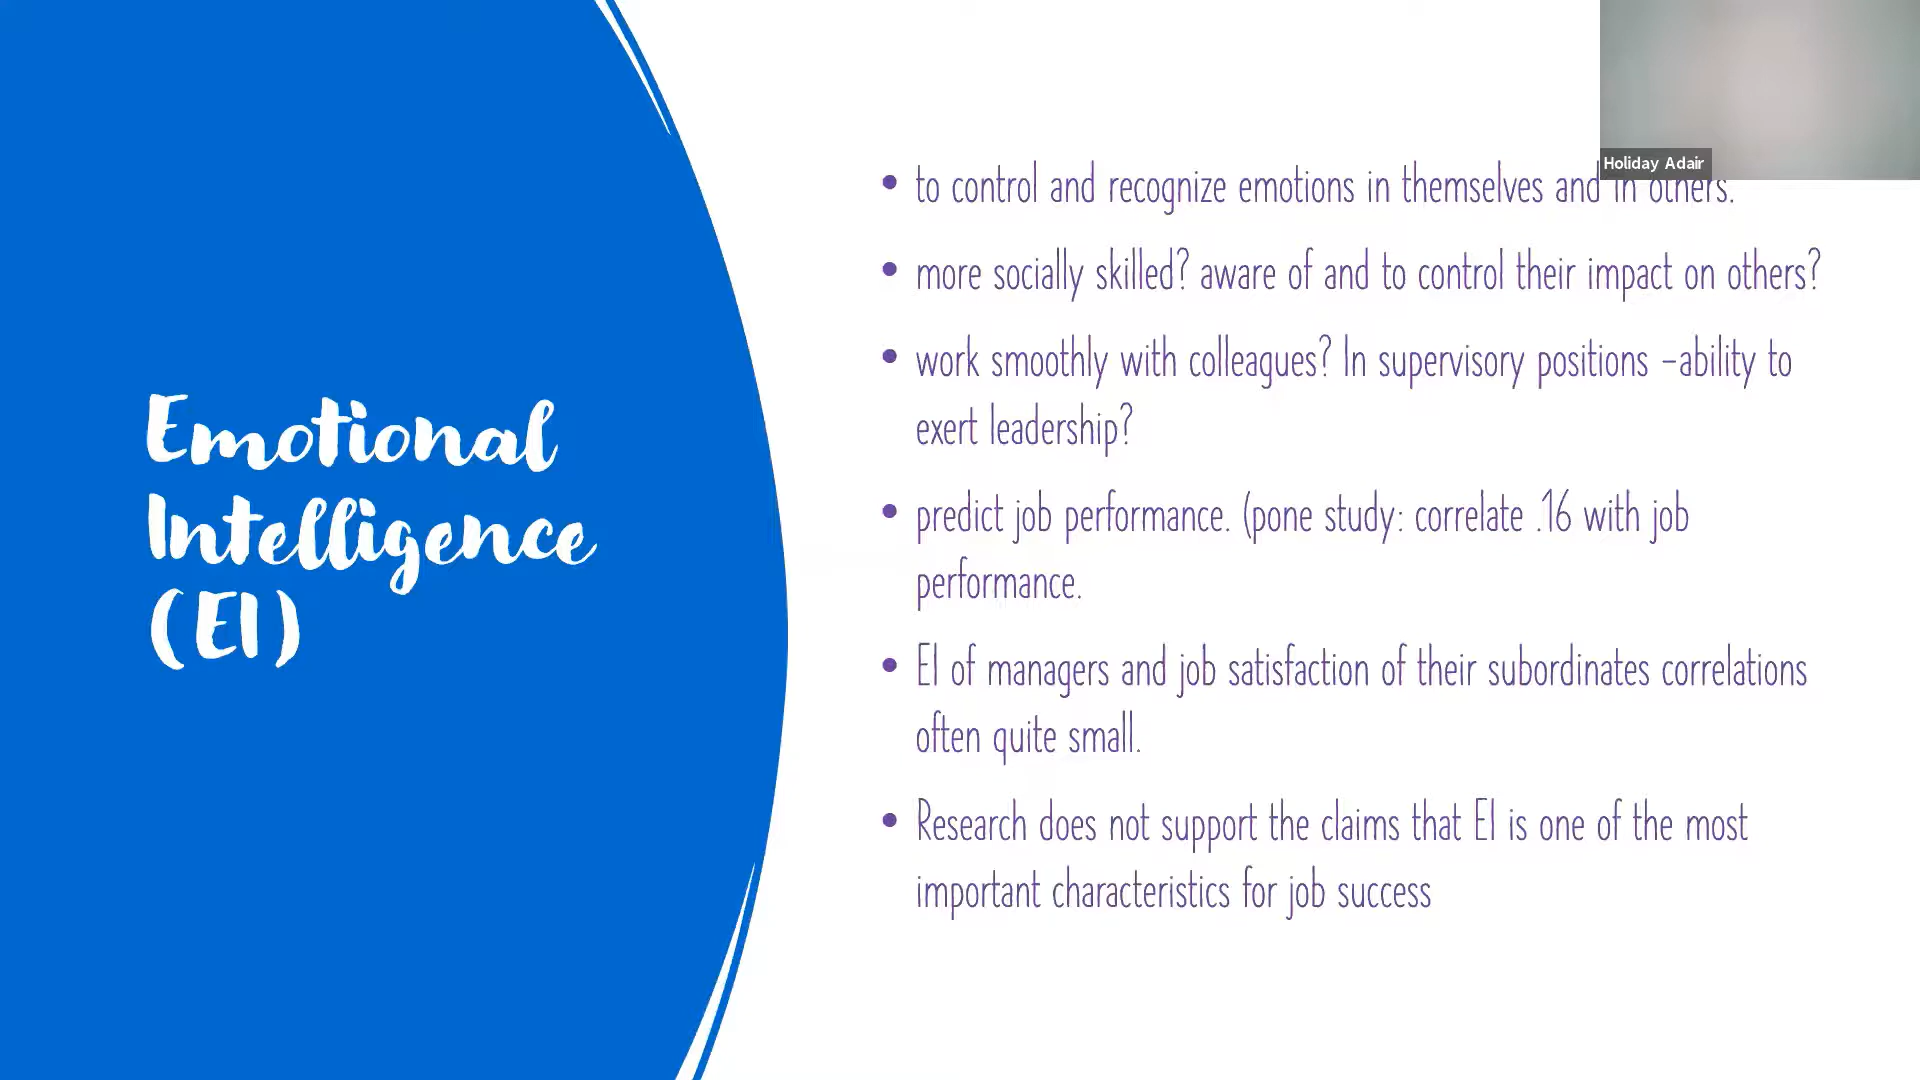 Holiday Adair
Emotional
Intelligence
(EI)
• to control and recognize emotions in themselves and in others.
• more socially skilled? aware of and to control their impact on others?
• work smoothly with colleagues? In supervisory positions –ability to
exert leadership?
• predict job performance. (pone study: correlate .16 with job
performance.
• EI of managers and job satisfaction of their subordinates correlations
often quite small.
• Research does not support the claims that EI is one of the most
important characteristics for job success